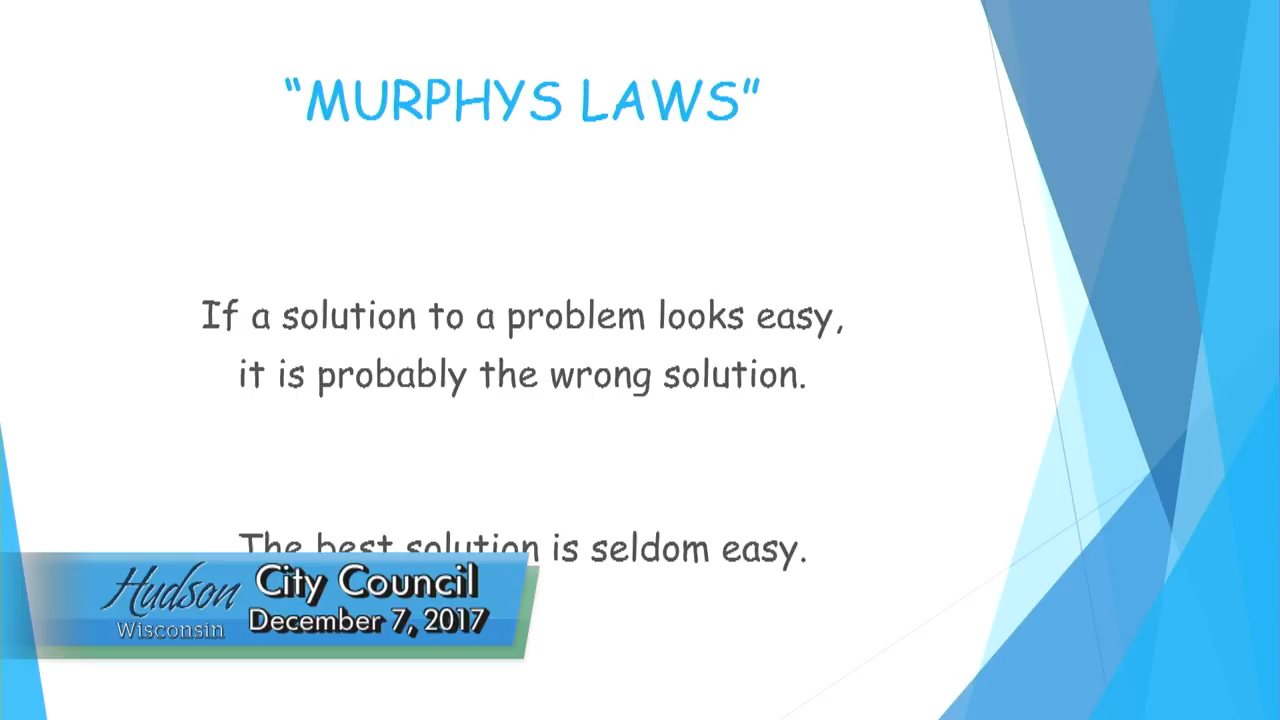 “MURPHYS LAWS”
If a solution to a problem looks easy,
it is probably the wrong solution.
The best solution is seldom easy.
Hudson
Wisconsin
City Council
December 7, 2017